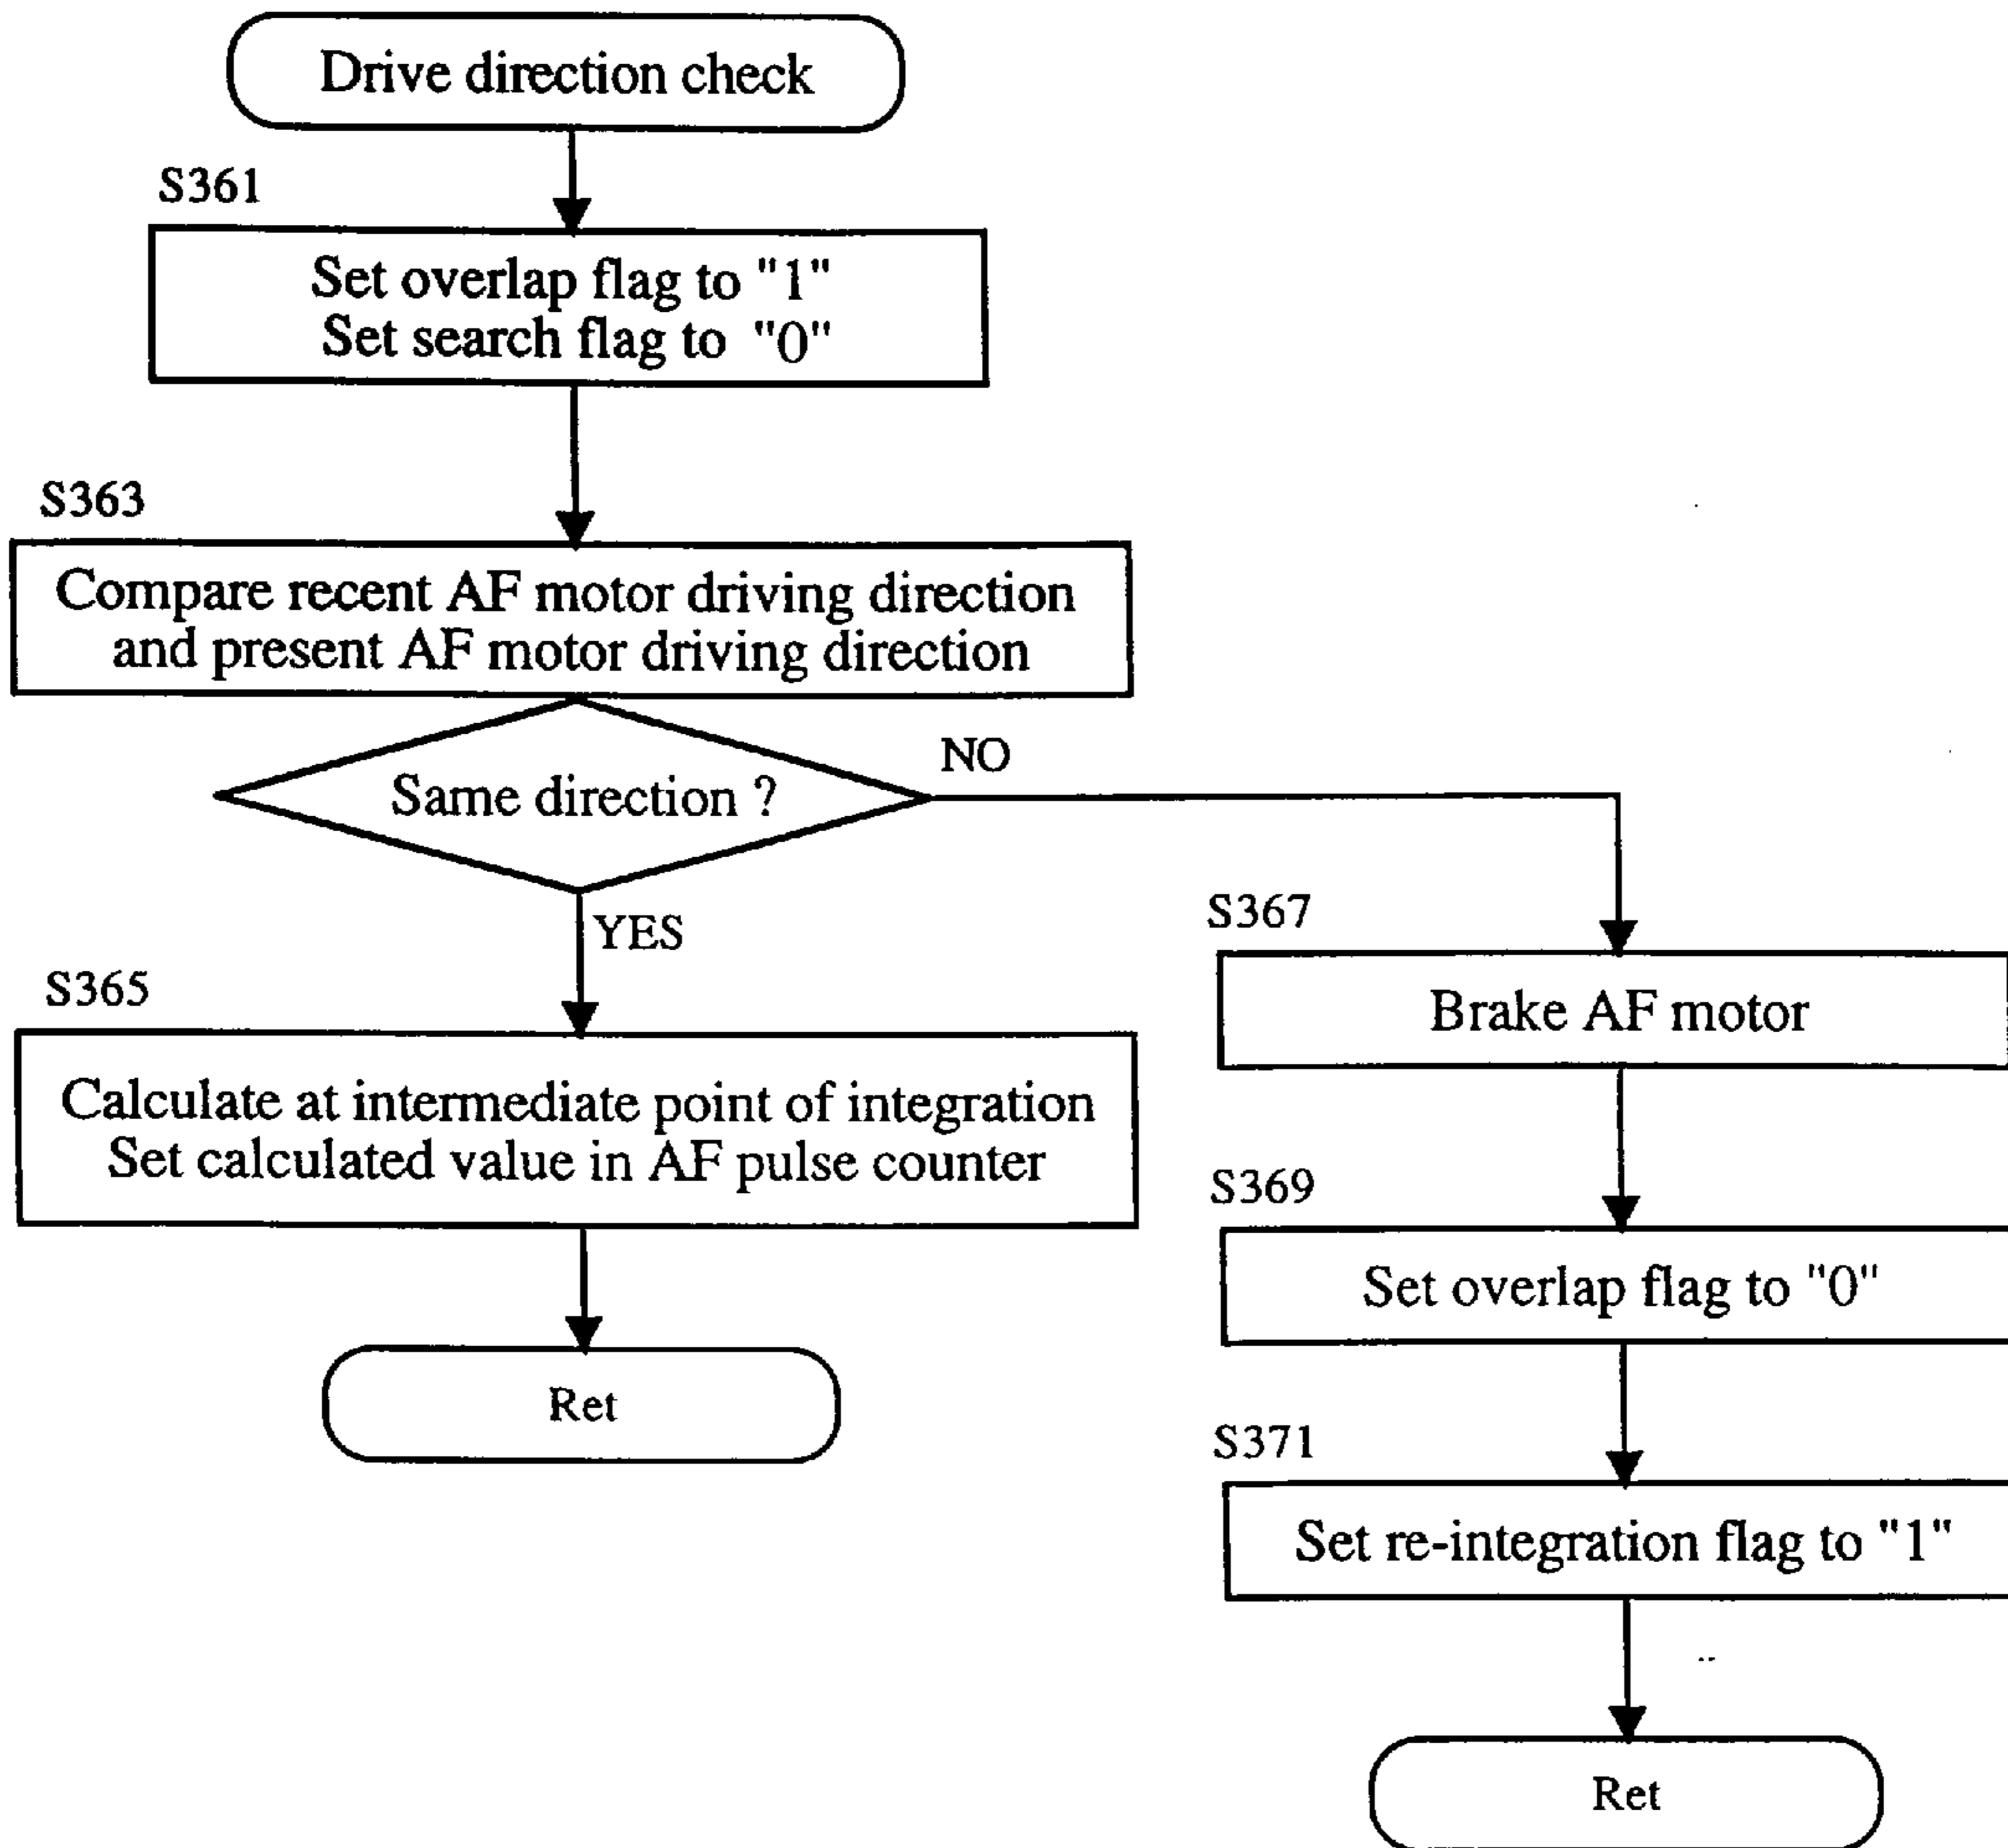 Drive direction check
S361
Set overlap flag to "1"
Set search flag to "0"
S363
Compare recent AF motor driving direction
and present AF motor driving direction
Same direction ?
NO
YES
S365
Calculate at intermediate point of integration
Set calculated value in AF pulse counter
Ret
S367
Brake AF motor
S369
Set overlap flag to "0"
S371
Set re-integration flag to "1"
Ret